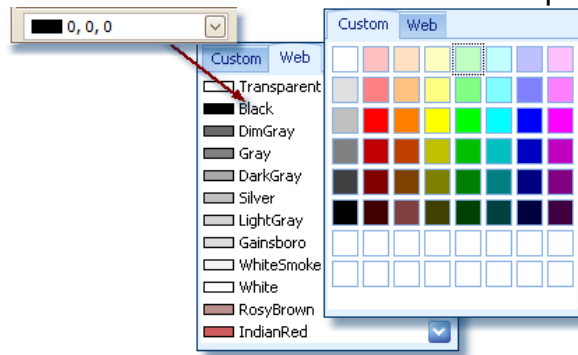 0, 0, 0
Custom Web
Transparent
Black
DimGray
Gray
DarkGray
Silver
LightGray
Gainsboro
WhiteSmoke
White
RosyBrown
IndianRed
Custom Web